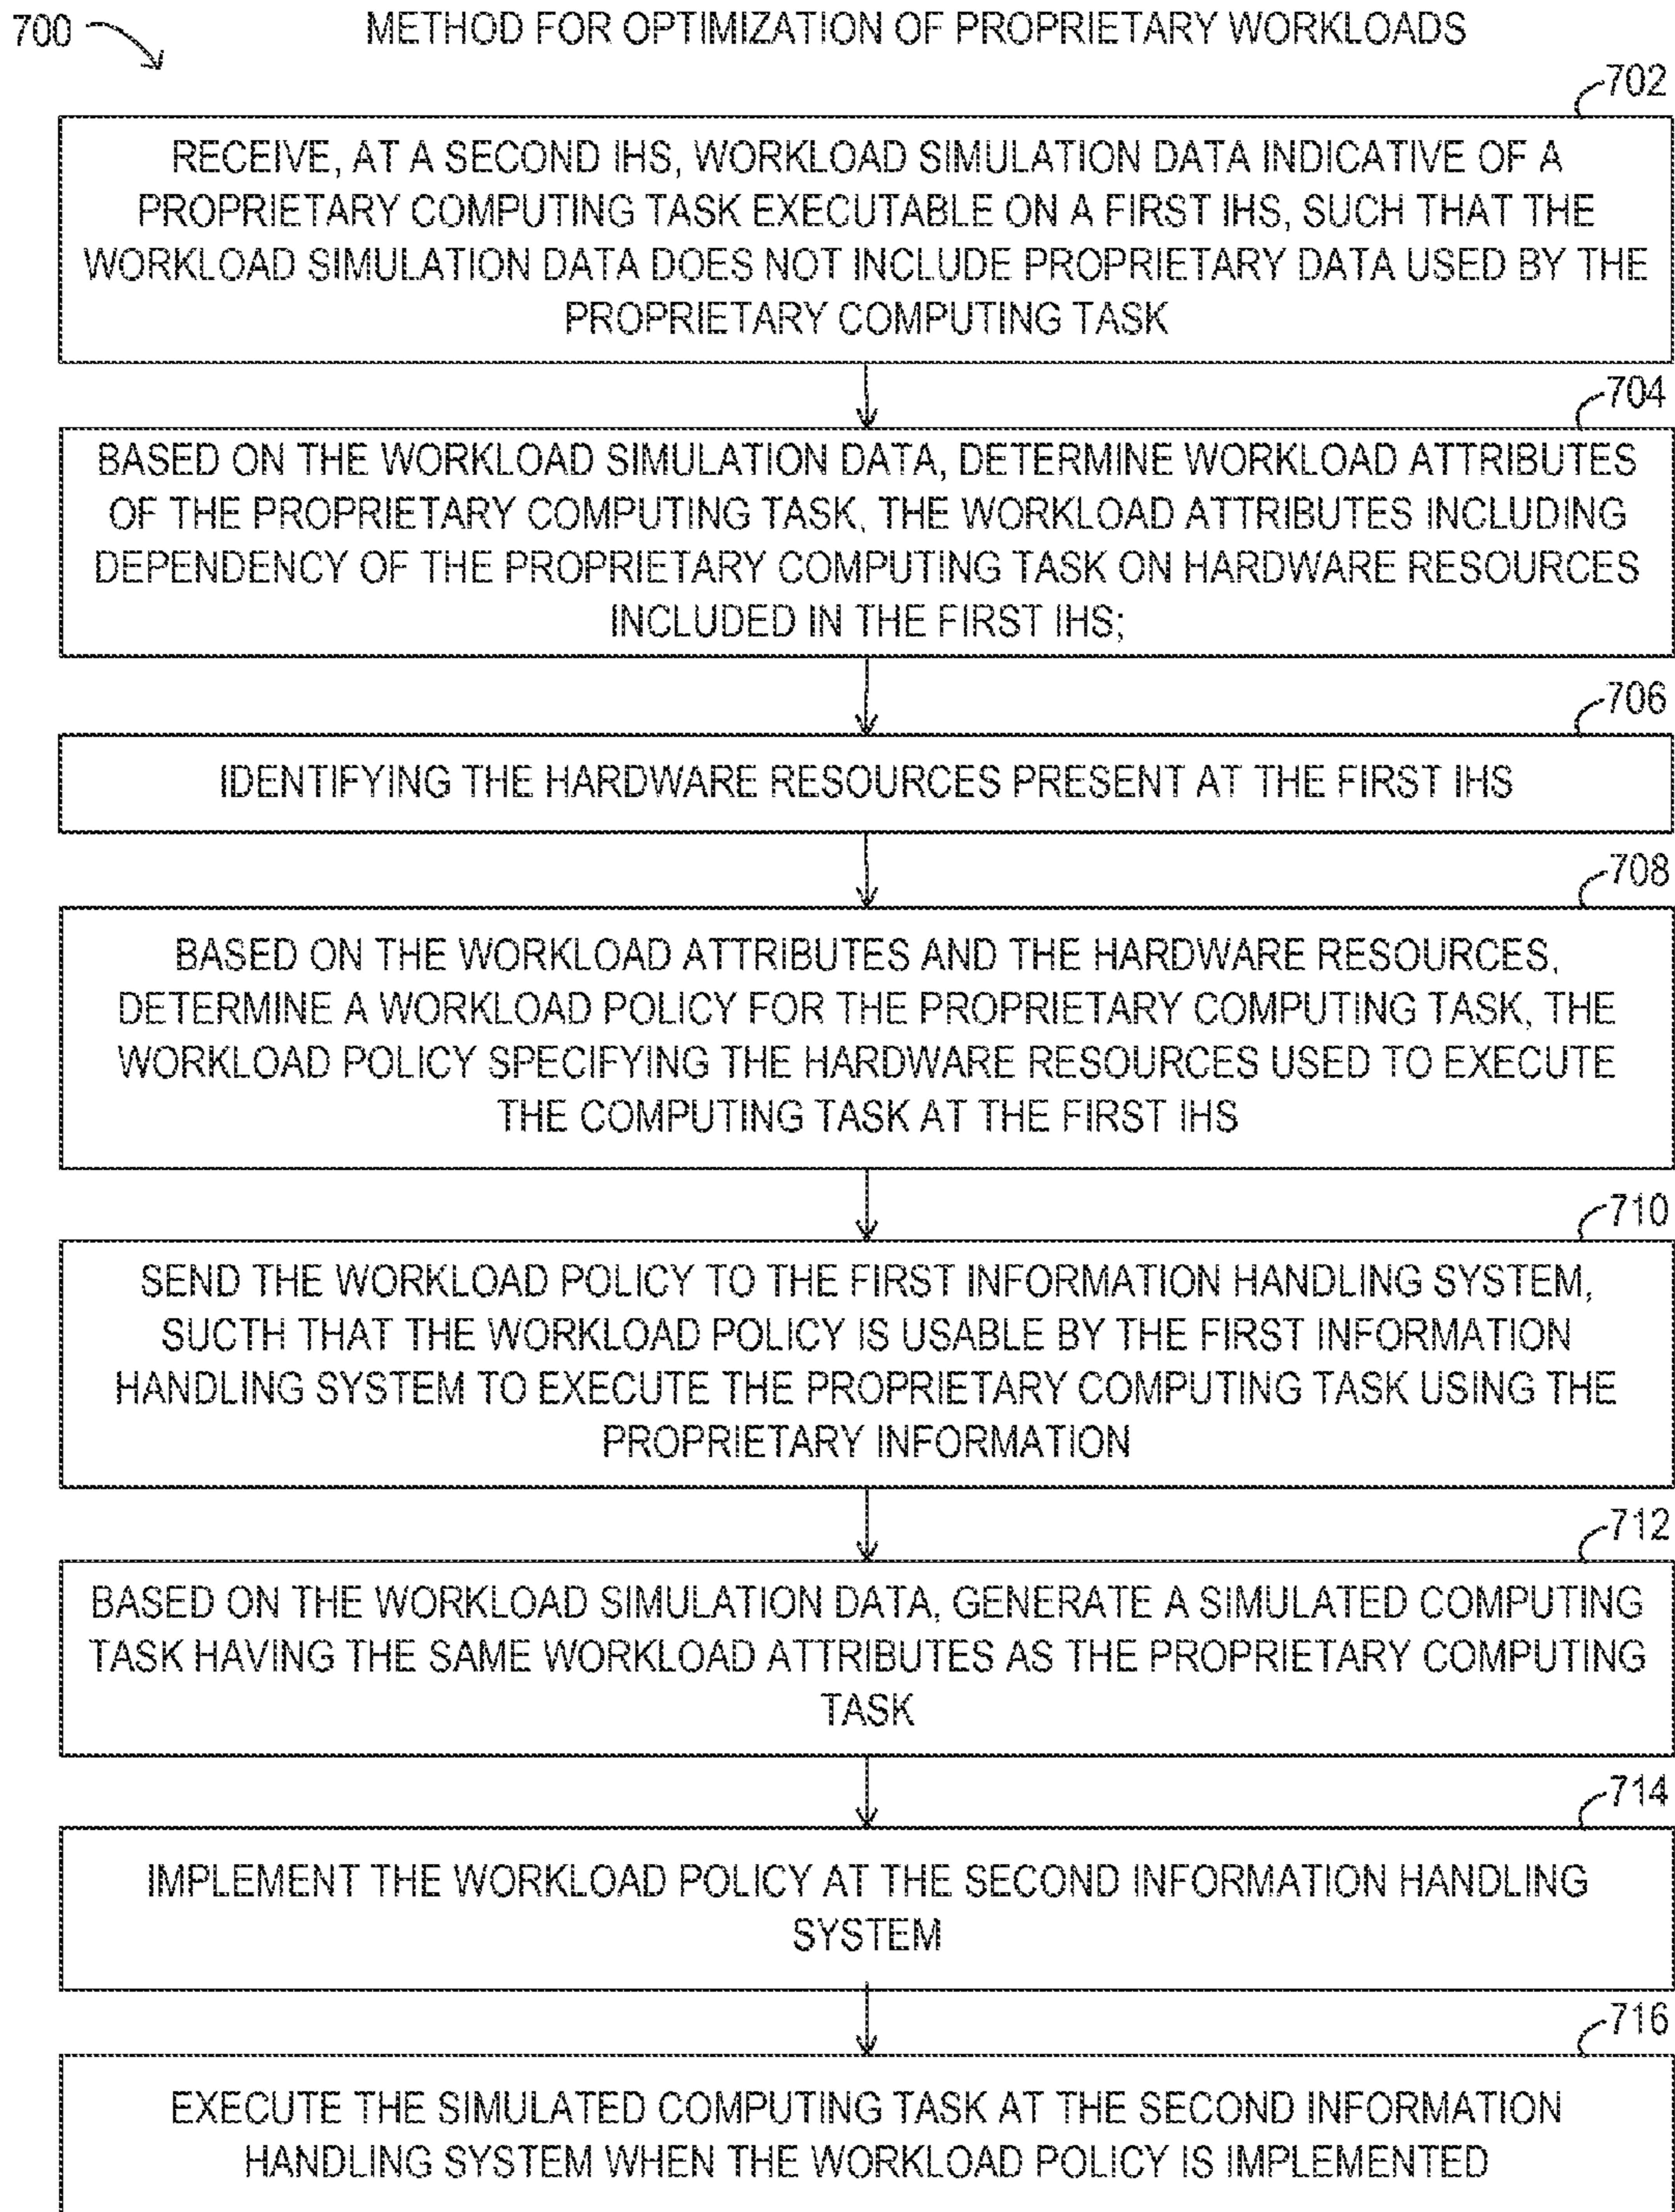 700
METHOD FOR OPTIMIZATION OF PROPRIETARY WORKLOADS
702
RECEIVE, AT A SECOND IHS, WORKLOAD SIMULATION DATA INDICATIVE OF A
PROPRIETARY COMPUTING TASK EXECUTABLE ON A FIRST IHS, SUCH THAT THE
WORKLOAD SIMULATION DATA DOES NOT INCLUDE PROPRIETARY DATA USED BY THE
PROPRIETARY COMPUTING TASK
704
BASED ON THE WORKLOAD SIMULATION DATA, DETERMINE WORKLOAD ATTRIBUTES
OF THE PROPRIETARY COMPUTING TASK, THE WORKLOAD ATTRIBUTES INCLUDING
DEPENDENCY OF THE PROPRIETARY COMPUTING TASK ON HARDWARE RESOURCES
INCLUDED IN THE FIRST IHS;
706
IDENTIFYING THE HARDWARE RESOURCES PRESENT AT THE FIRST IHS
708
BASED ON THE WORKLOAD ATTRIBUTES AND THE HARDWARE RESOURCES,
DETERMINE A WORKLOAD POLICY FOR THE PROPRIETARY COMPUTING TASK, THE
WORKLOAD POLICY SPECIFYING THE HARDWARE RESOURCES USED TO EXECUTE
THE COMPUTING TASK AT THE FIRST IHS
710
SEND THE WORKLOAD POLICY TO THE FIRST INFORMATION HANDLING SYSTEM,
SUCTH THAT THE WORKLOAD POLICY IS USABLE BY THE FIRST INFORMATION
HANDLING SYSTEM TO EXECUTE THE PROPRIETARY COMPUTING TASK USING THE
PROPRIETARY INFORMATION
712
BASED ON THE WORKLOAD SIMULATION DATA, GENERATE A SIMULATED COMPUTING
TASK HAVING THE SAME WORKLOAD ATTRIBUTES AS THE PROPRIETARY COMPUTING
TASK
714
IMPLEMENT THE WORKLOAD POLICY AT THE SECOND INFORMATION HANDLING
SYSTEM
716
EXECUTE THE SIMULATED COMPUTING TASK AT THE SECOND INFORMATION
HANDLING SYSTEM WHEN THE WORKLOAD POLICY IS IMPLEMENTED